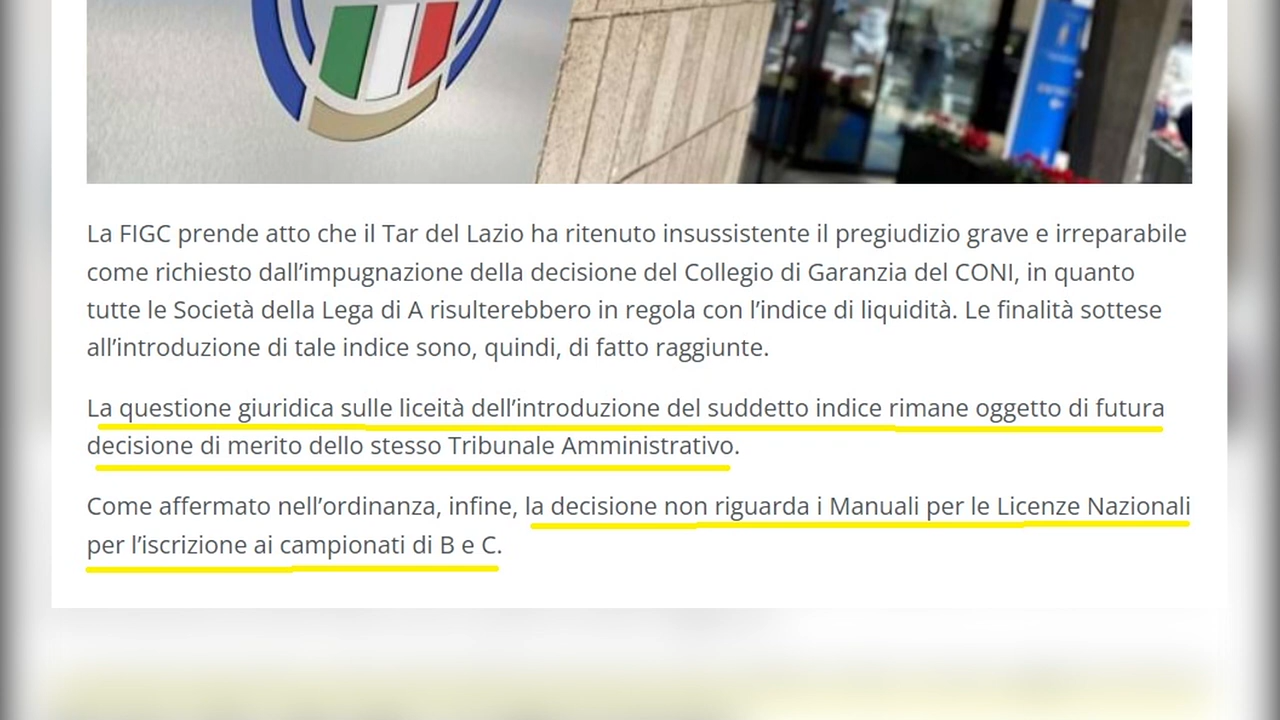 La FIGC prende atto che il Tar del Lazio ha ritenuto insussistente il pregiudizio grave e irreparabile
come richiesto dall’impugnazione della decisione del Collegio di Garanzia del CONI, in quanto
tutte le Società della Lega di A risulterebbero in regola con l’indice di liquidità. Le finalità sottese
all’introduzione di tale indice sono, quindi, di fatto raggiunte.
La questione giuridica sulle liceità dell’introduzione del suddetto indice rimane oggetto di futura
decisione di merito dello stesso Tribunale Amministrativo.
Come affermato nell’ordinanza, infine, la decisione non riguarda i Manuali per le Licenze Nazionali
per l’iscrizione ai campionati di B e C.